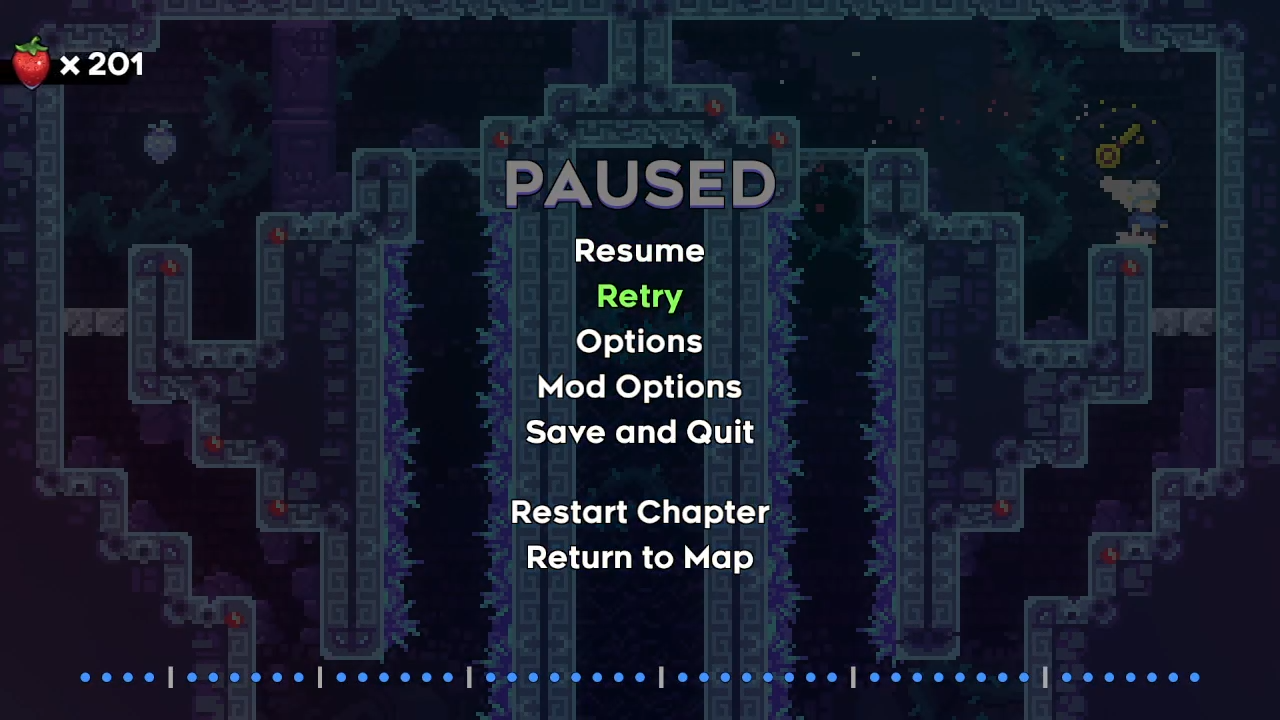 x 201
PAUSED
Resume
Retry
Options
Mod Options
Save and Quit
Restart Chapter
Return to Map